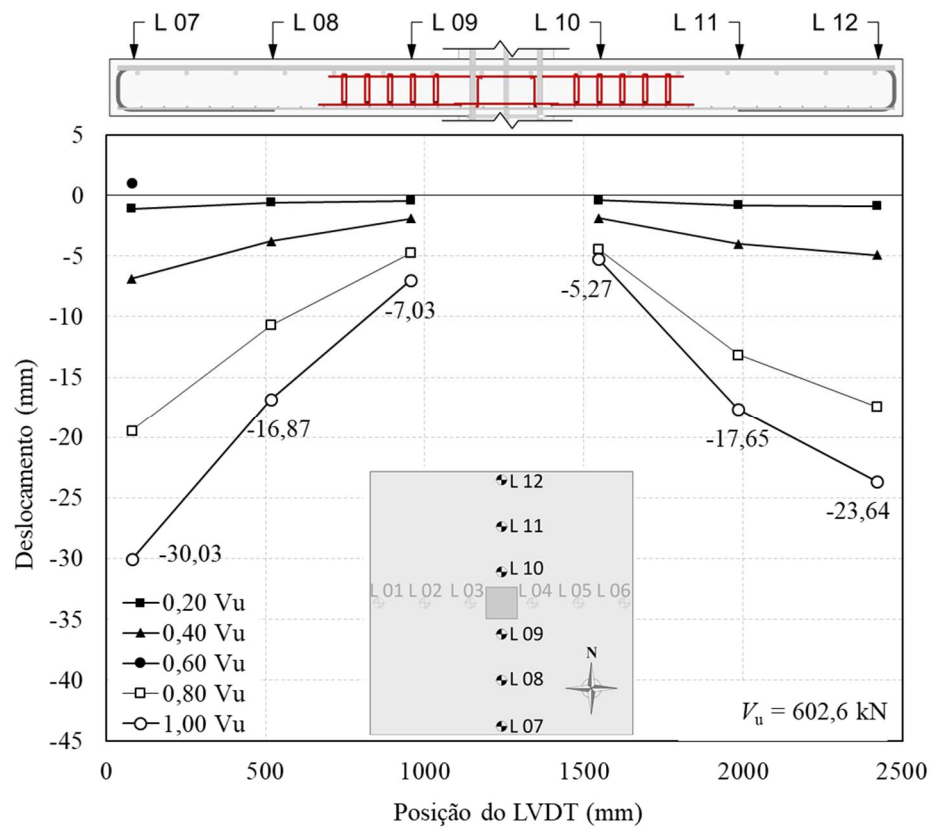 L 07 L 08 L 09 L 10 L 11 L 12
5
0
-5
-10
-15
-20
-25
-30
-35
-40
-45
Deslocamento (mm)
-7,03
-5,27
-16,87
-17,65
-23,64
-30,03
L 12
L 11
L 10
L 01 L 02 L 03 L 04 L 05 L 06
L 09
L 08
L 07
N
0,20 Vu
0,40 Vu
0,60 Vu
0,80 Vu
1,00 Vu
Vu = 602,6 kN
0 500 1000 1500 2000 2500
Posição do LVDT (mm)